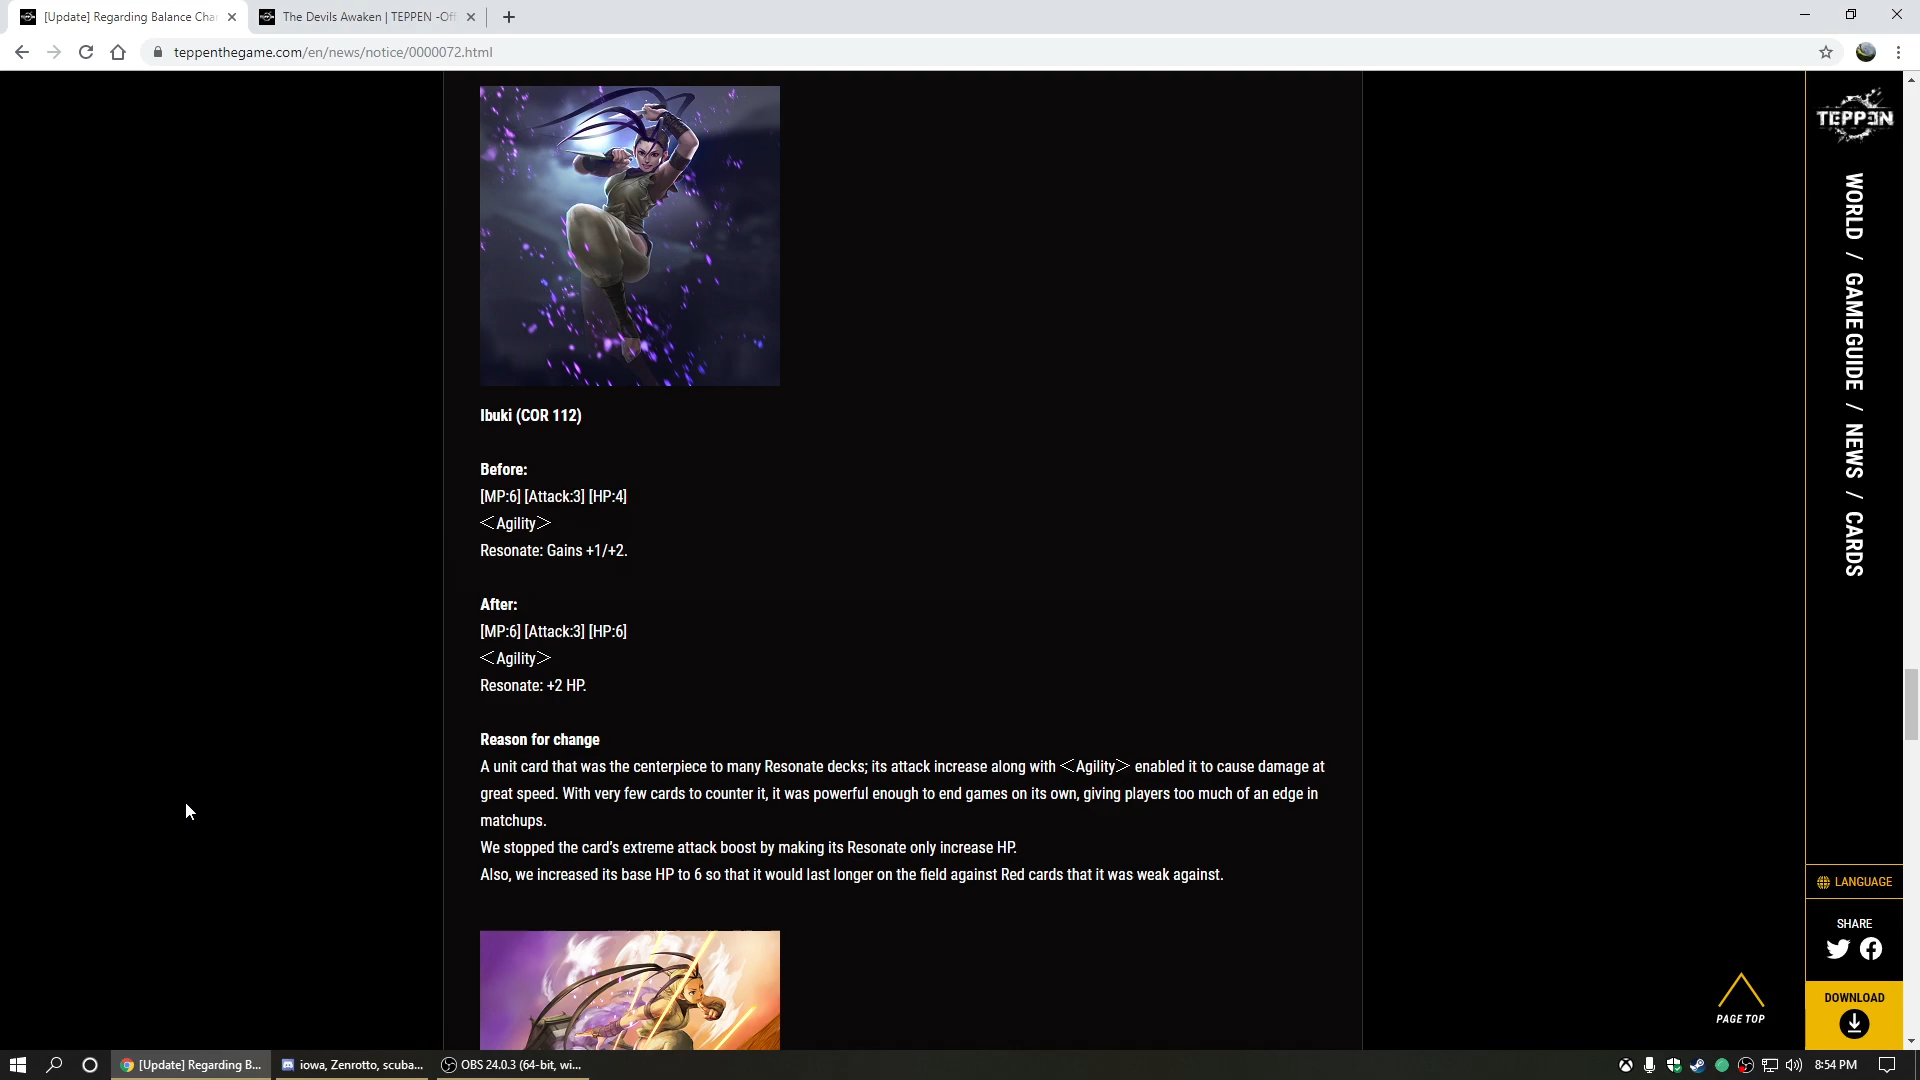 [Update] Regarding Balance Char
The Devils Awaken | TEPPEN -Off
teppenthegame.com/en/news/notice/0000072.html
TEPPEN
WORLD / GAME GUIDE / NEWS / CARDS
Ibuki (COR 112)
Before:
[MP:6] [Attack:3] [HP:4]
＜Agility＞
Resonate: Gains +1/+2.
After:
[MP:6] [Attack:3] [HP:6]
＜Agility＞
Resonate: +2 HP.
Reason for change
A unit card that was the centerpiece to many Resonate decks; its attack increase along with ＜Agility＞ enabled it to cause damage at
great speed. With very few cards to counter it, it was powerful enough to end games on its own, giving players too much of an edge in
matchups.
We stopped the card's extreme attack boost by making its Resonate only increase HP.
Also, we increased its base HP to 6 so that it would last longer on the field against Red cards that it was weak against.
LANGUAGE
SHARE
DOWNLOAD
PAGE TOP
[Update] Regarding B...
iowa, Zenrotto, scuba...
OBS 24.0.3 (64-bit, wi...
8:54 PM